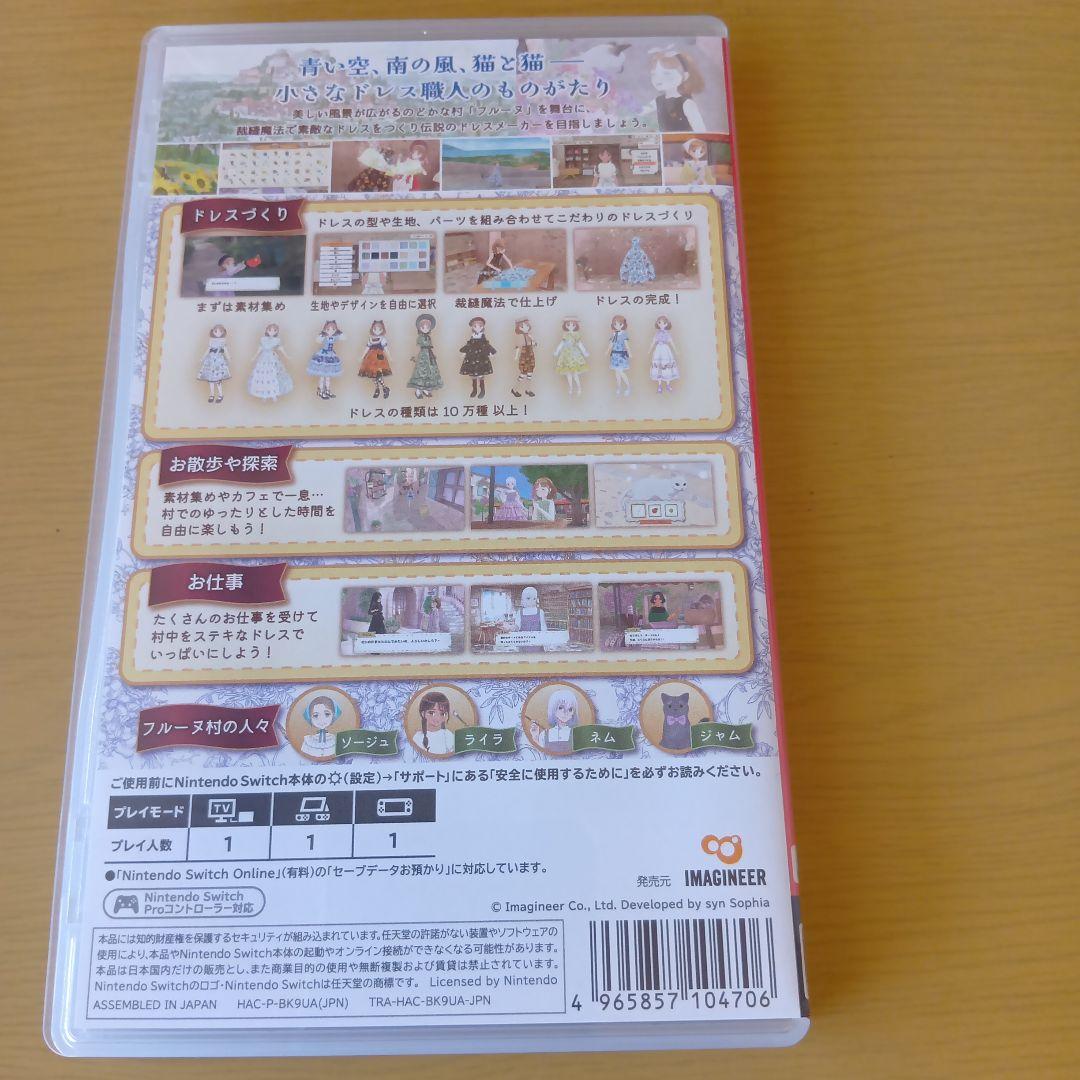 青い空、南の風、猫と猫──
小さなドレス職人のものがたり
美しい風景が広がるのどかな村「フルーヌ」を舞台に、
裁縫魔法で素敵なドレスをつくり伝説のドレスメーカーを目指しましょう。
ドレスづくり
ドレスの型や生地、パーツを組み合わせてこだわりのドレスづくり
まずは素材集め
生地やデザインを自由に選択
裁縫魔法で仕上げ
ドレスの完成!
ドレスの種類は10万種以上!
お散歩や探索
素材集めやカフェで一息…
村でのゆったりとした時間を
自由に楽しもう!
お仕事
たくさんのお仕事を受けて
村中をステキなドレスで
いっぱいにしよう!
フルーヌ村の人々
ソージュ
ライラ
ネム
ジャム
ご使用前にNintendo Switch本体の(設定)→「サポート」にある「安全に使用するために」を必ずお読みください。
プレイモード
TV
プレイ人数
1
1
1
●「Nintendo Switch Online」(有料)の「セーブデータお預かり」に対応しています。
Nintendo Switch
Proコントローラー対応
発売元
IMAGINEER
© Imagineer Co., Ltd. Developed by syn Sophia
本品には知的財産権を保護するセキュリティが組み込まれています。任天堂の許諾がない装置やソフトウェアの
使用により、本品やNintendo Switch本体の起動やオンライン接続ができなくなる可能性があります。
本品は日本国内だけの販売とし、また商業目的の使用や無断複製および賃貸は禁止されています。
Nintendo Switchのロゴ・Nintendo Switchは任天堂の商標です。 Licensed by Nintendo
ASSEMBLED IN JAPAN HAC-P-BK9UA(JPN) TRA-HAC-BK9UA-JPN
4 965857 104706